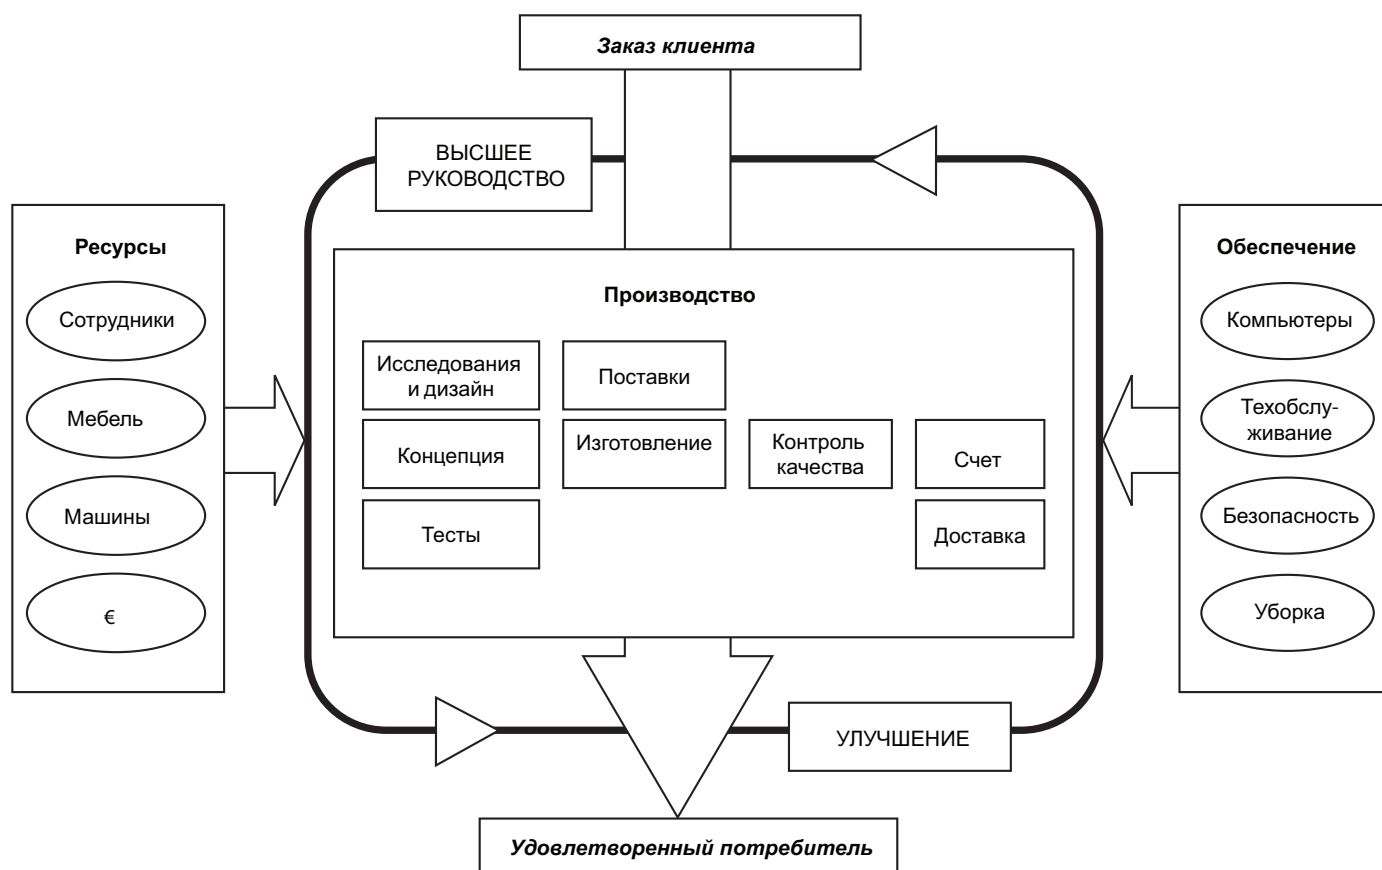 Заказ клиента
ВЫСШЕЕ
РУКОВОДСТВО
Ресурсы
Сотрудники
Мебель
Машины
€
Производство
Исследования
и дизайн
Концепция
Тесты
Поставки
Изготовление
Контроль
качества
Счет
Доставка
Обеспечение
Компьютеры
Техобслу-
живание
Безопасность
Уборка
УЛУЧШЕНИЕ
Удовлетворенный потребитель